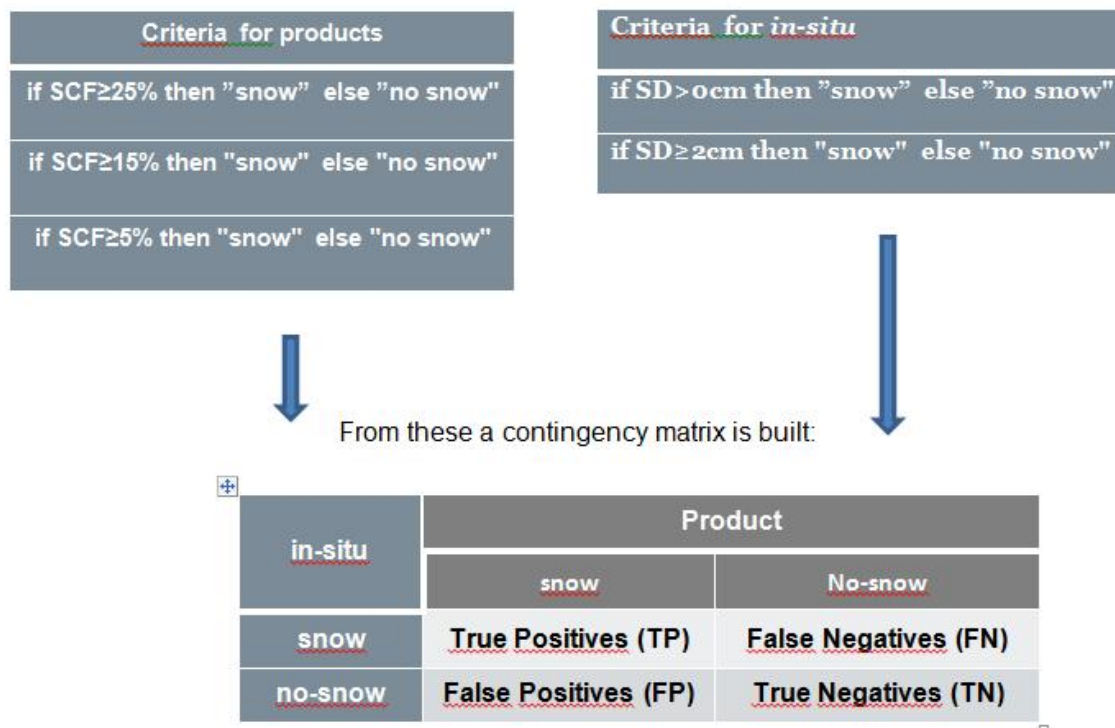 Criteria for products
if SCF≥25% then ”snow” else ”no snow"
if SCF≥15% then "snow" else "no snow"
if SCF≥5% then "snow" else "no snow"
Criteria for in-situ
if SD>0cm then ”snow” else ”no snow"
if SD≥2cm then "snow" else "no snow"
From these a contingency matrix is built:
in-situ
Product
snow
No-snow
snow
True Positives (TP)
False Negatives (FN)
no-snow
False Positives (FP)
True Negatives (TN)